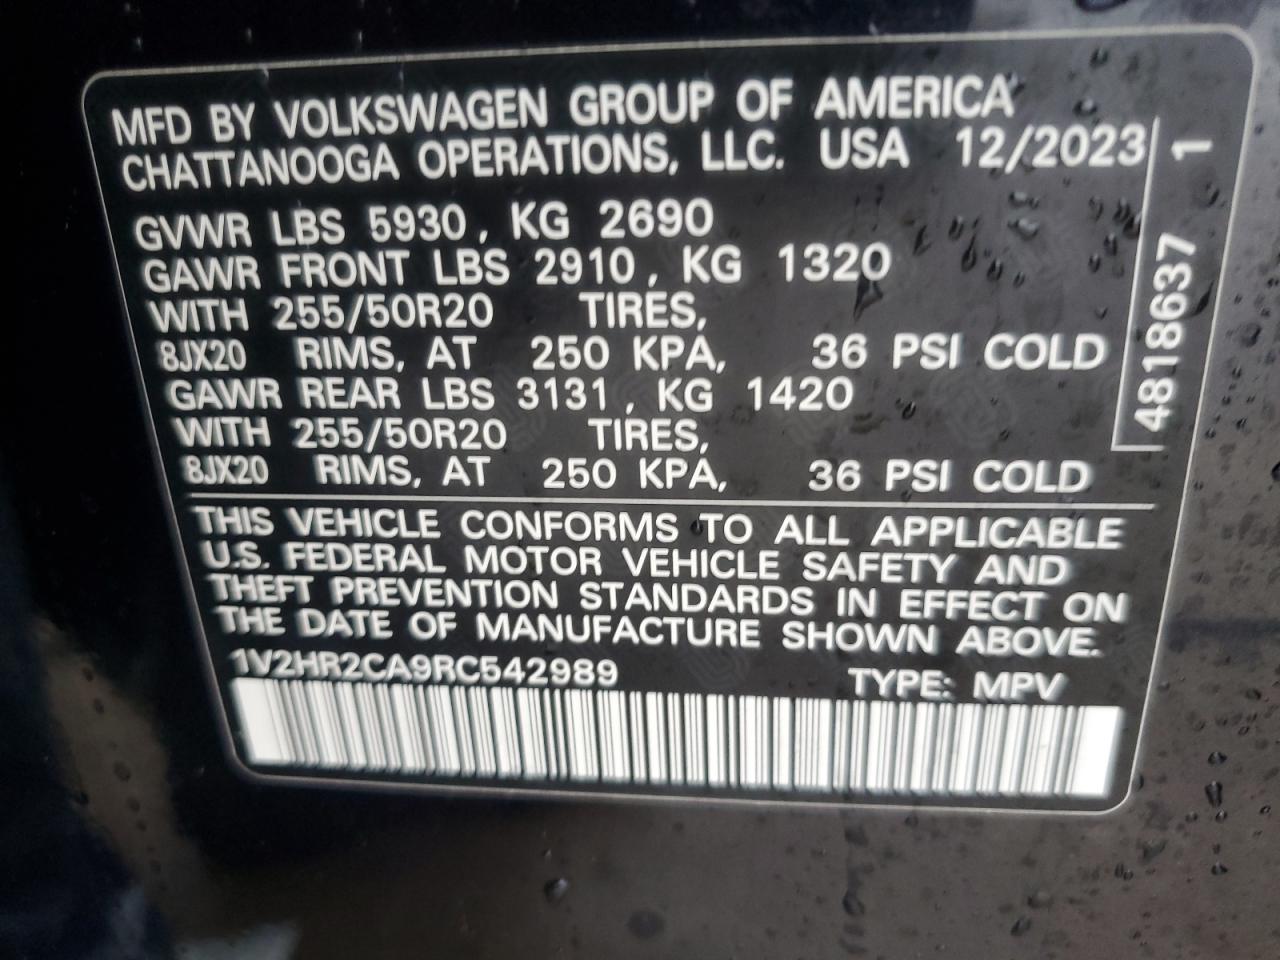 MFD BY VOLKSWAGEN GROUP OF AMERICA
CHATTANOOGA OPERATIONS, LLC. USA 12/2023
GVWR LBS 5930, KG 2690
GAWR FRONT LBS 2910, KG 1320
WITH 255/50R20 TIRES,
8JX20 RIMS, AT 250 KPA, 36 PSI COLD
GAWR REAR LBS 3131, KG 1420
WITH 255/50R20 TIRES,
8JX20 RIMS, AT 250 KPA, 36 PSI COLD
THIS VEHICLE CONFORMS TO ALL APPLICABLE
U.S. FEDERAL MOTOR VEHICLE SAFETY AND
THEFT PREVENTION STANDARDS IN EFFECT ON
THE DATE OF MANUFACTURE SHOWN ABOVE.
1V2HR2CA9RC542989 TYPE: MPV
4818637 1